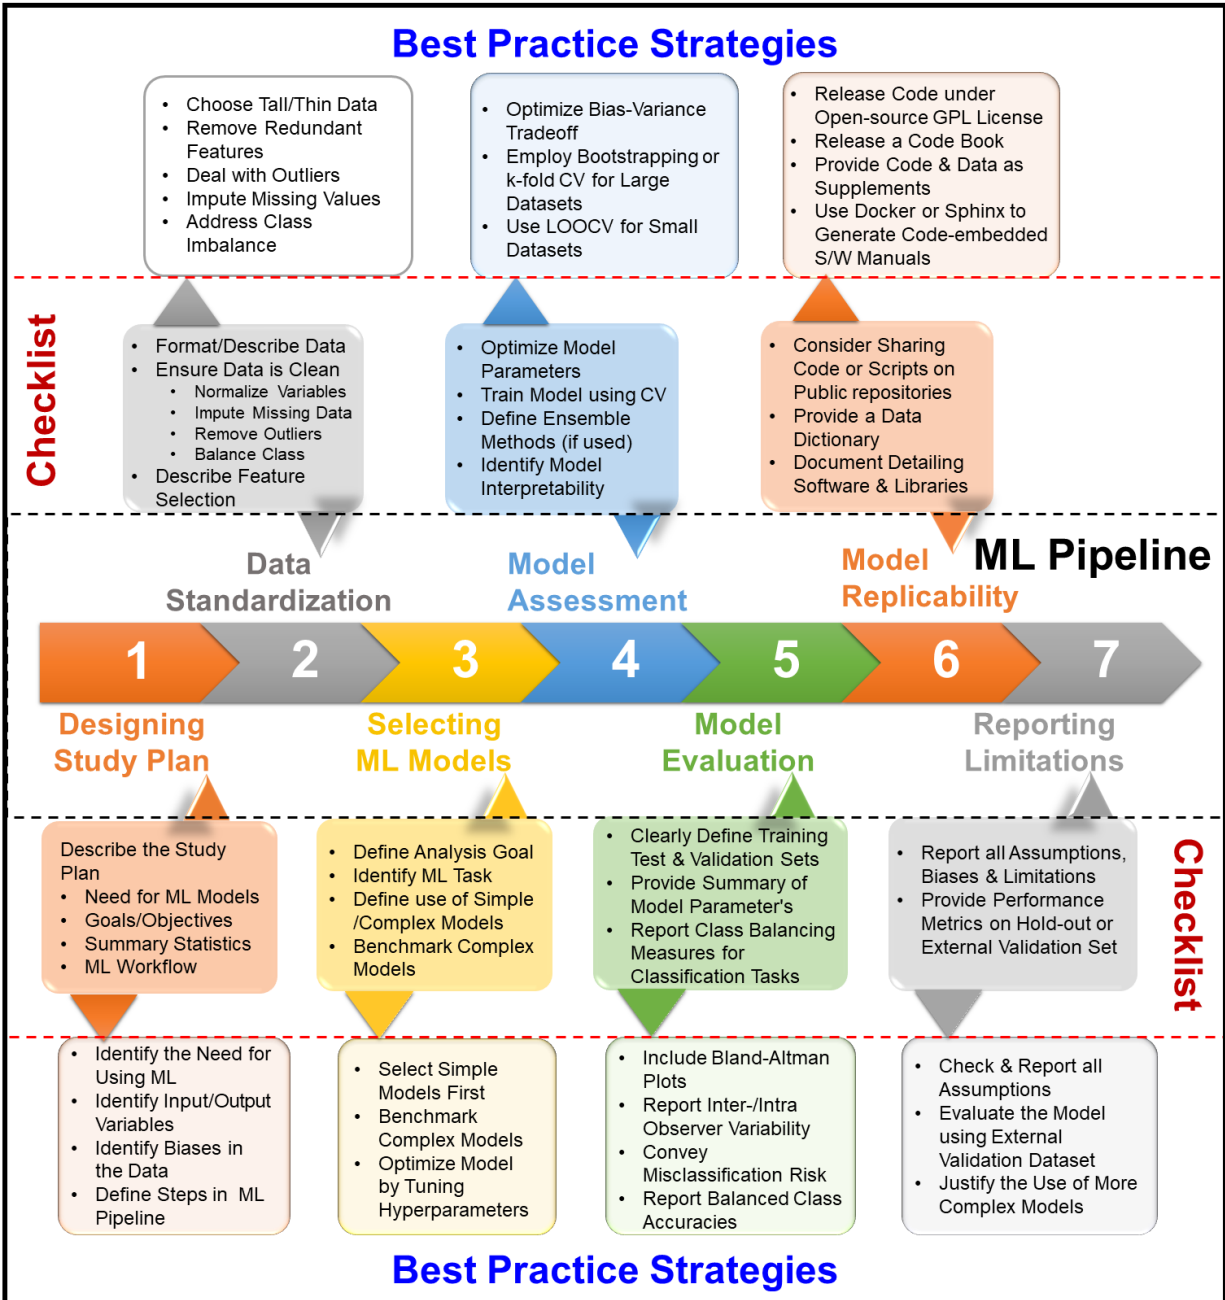 Best Practice Strategies
• Choose Tall/Thin Data
• Remove Redundant
Features
• Deal with Outliers
• Impute Missing Values
• Address Class
Imbalance
• Optimize Bias-Variance
Tradeoff
• Employ Bootstrapping or
k-fold CV for Large
Datasets
• Use LOOCV for Small
Datasets
• Release Code under
Open-source GPL License
• Release a Code Book
• Provide Code & Data as
Supplements
• Use Docker or Sphinx to
Generate Code-embedded
S/W Manuals
Checklist
• Format/Describe Data
• Ensure Data is Clean
• Normalize Variables
• Impute Missing Data
• Remove Outliers
• Balance Class
• Describe Feature
Selection
• Optimize Model
Parameters
• Train Model using CV
• Define Ensemble
Methods (if used)
• Identify Model
Interpretability
• Consider Sharing
Code or Scripts on
Public repositories
• Provide a Data
Dictionary
• Document Detailing
Software & Libraries
Data
Standardization
Model
Assessment
Model
Replicability
ML Pipeline
1
2
3
4
5
6
7
Designing
Study Plan
Selecting
ML Models
Model
Evaluation
Reporting
Limitations
Describe the Study
Plan
• Need for ML Models
• Goals/Objectives
• Summary Statistics
• ML Workflow
• Define Analysis Goal
• Identify ML Task
• Define use of Simple
/Complex Models
• Benchmark Complex
Models
• Clearly Define Training
Test & Validation Sets
• Provide Summary of
Model Parameter's
• Report Class Balancing
Measures for
Classification Tasks
• Report all Assumptions,
Biases & Limitations
• Provide Performance
Metrics on Hold-out or
External Validation Set
Checklist
• Identify the Need for
Using ML
• Identify Input/Output
Variables
• Identify Biases in
the Data
• Define Steps in ML
Pipeline
• Select Simple
Models First
• Benchmark
Complex Models
• Optimize Model
by Tuning
Hyperparameters
• Include Bland-Altman
Plots
• Report Inter-/Intra
Observer Variability
• Convey
Misclassification Risk
• Report Balanced Class
Accuracies
• Check & Report all
Assumptions
• Evaluate the Model
using External
Validation Dataset
• Justify the Use of More
Complex Models
Best Practice Strategies